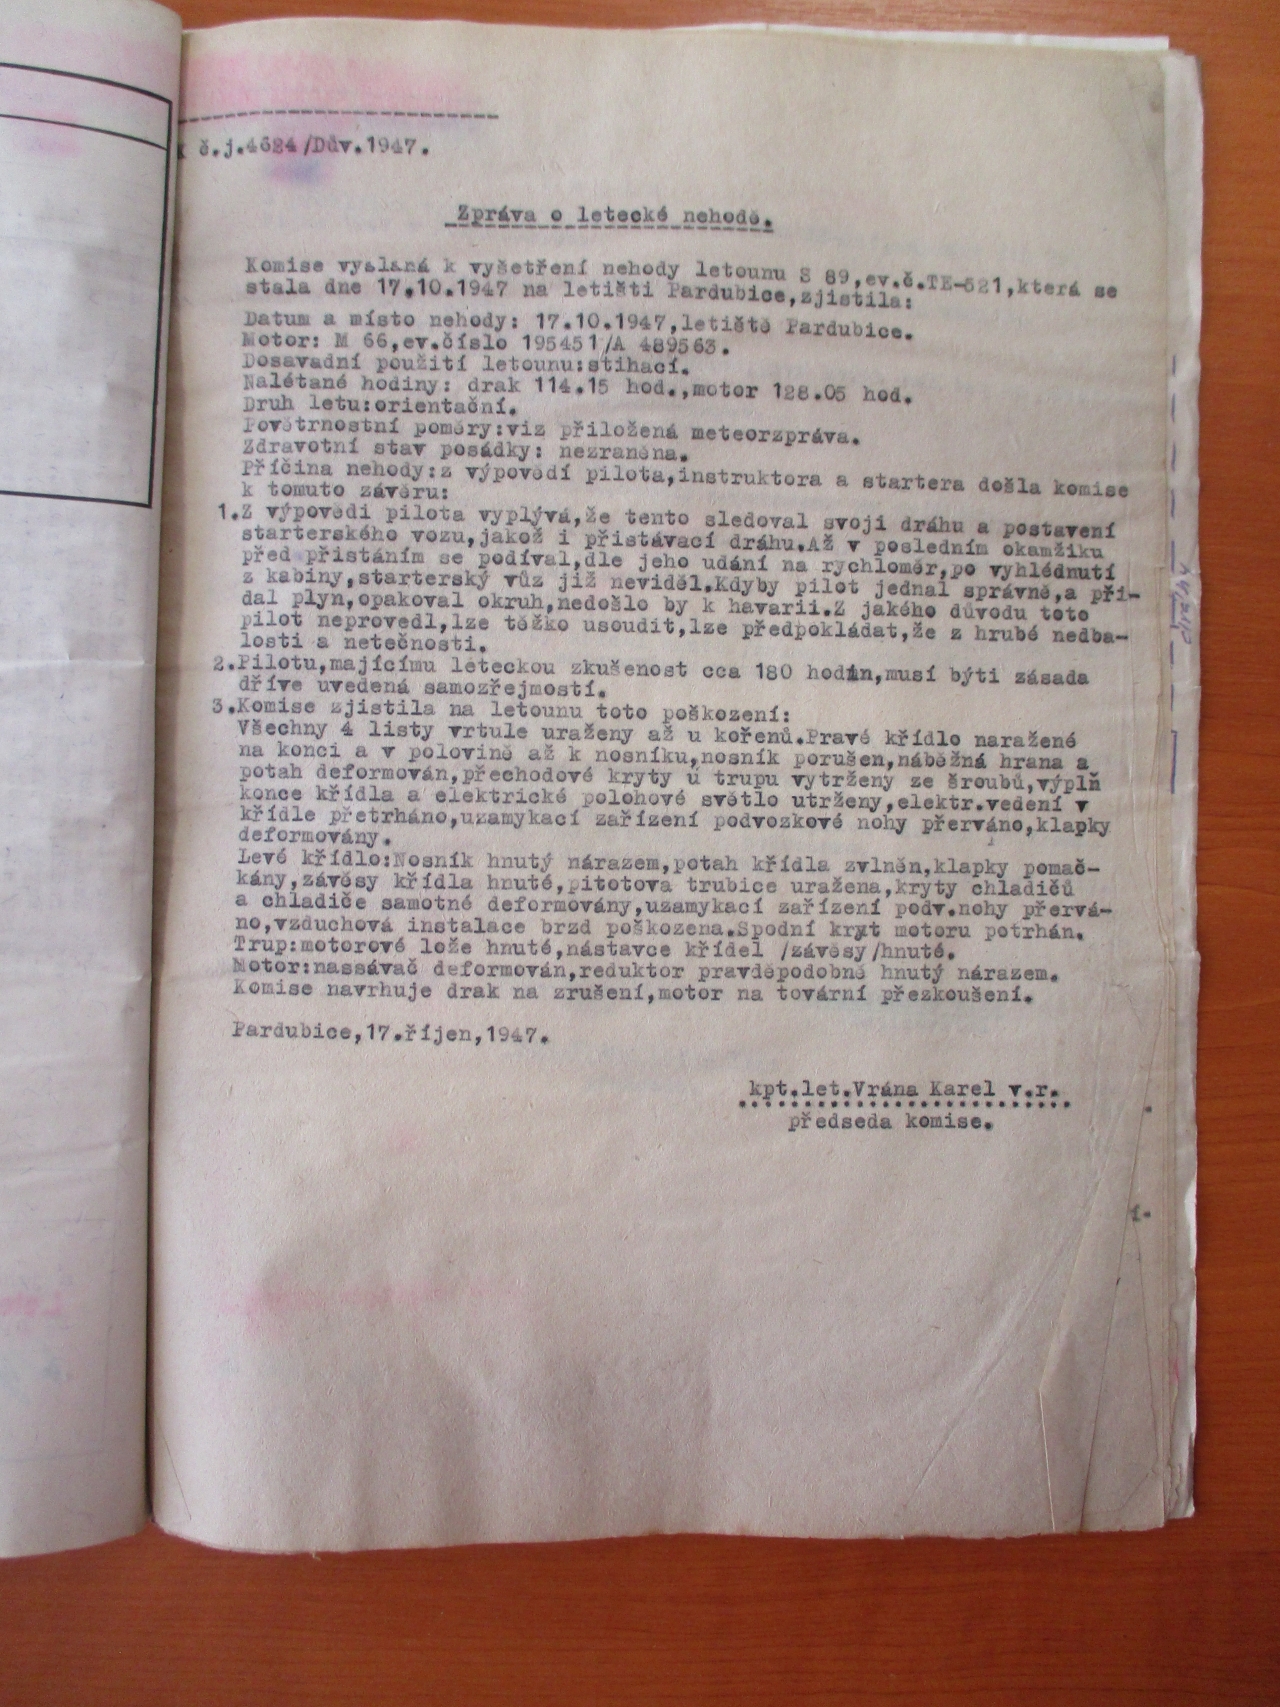 č.j.4624/Dův.1947.
Zpráva o letecké nehodě.
Komise vyslaná k vyšetření nehody letounu S 89,ev.č.TE-521,která se
stala dne 17.10.1947 na letišti Pardubice,zjistila:
Datum a místo nehody: 17.10.1947,letiště Pardubice.
Motor: M 66,ev.číslo 195451/A 489563.
Dosavadní použití letounu:stihací.
Nalétané hodiny: drak 114.15 hod.,motor 128.05 hod.
Druh letu:orientační.
Povětrnostní poměry:viz přiložená meteorzpráva.
Zdravotní stav posádky: nezraněna.
Příčina nehody:z výpovědí pilota,instruktora a startera došla komise
k tomuto závěru:
1.Z výpovědi pilota vyplývá,že tento sledoval svoji dráhu a postavení
starterského vozu,jakož i přistávací dráhu.Až v posledním okamžiku
před přistáním se podíval,dle jeho udání na rychloměr,po vyhlédnutí
z kabiny,starterský vůz již neviděl.Kdyby pilot jednal správně,a při-
dal plyn,opakoval okruh,nedošlo by k havarii.Z jakého důvodu toto
pilot neprovedl,lze těžko usoudit,lze předpokládat,že z hrubé nedba-
losti a netečnosti.
2.Pilotu,majícímu leteckou zkušenost cca 180 hodin,musí býti zásada
dříve uvedená samozřejmostí.
3.Komise zjistila na letounu toto poškození:
Všechny 4 listy vrtule uraženy až u kořenů.Pravé křídlo naražené
na konci a v polovině až k nosníku,nosník porušen,náběžná hrana a
potah deformován,přechodové kryty u trupu vytrženy ze šroubů,výplň
konce křídla a elektrické polohové světlo utrženy,elektr.vedení v
křídle přetrháno,uzamykací zařízení podvozkové nohy přerváno,klapky
deformovány.
Levé křídlo:Nosník hnutý nárazem,potah křídla zvlněn,klapky pomač-
kány,závěsy křídla hnuté,pitotova trubice uražena,kryty chladičů
a chladiče samotné deformovány,uzamykací zařízení podv.nohy přervá-
no,vzduchová instalace brzd poškozena.Spodní kryt motoru potrhán.
Trup:motorové lože hnuté,nástavce křídel /závěsy/hnuté.
Motor:nassávač deformován,reduktor pravděpodobně hnutý nárazem.
Komise navrhuje drak na zrušení,motor na tovární přezkoušení.
Pardubice,17.říjen,1947.
kpt.let.Vrána Karel v.r.
předseda komise.